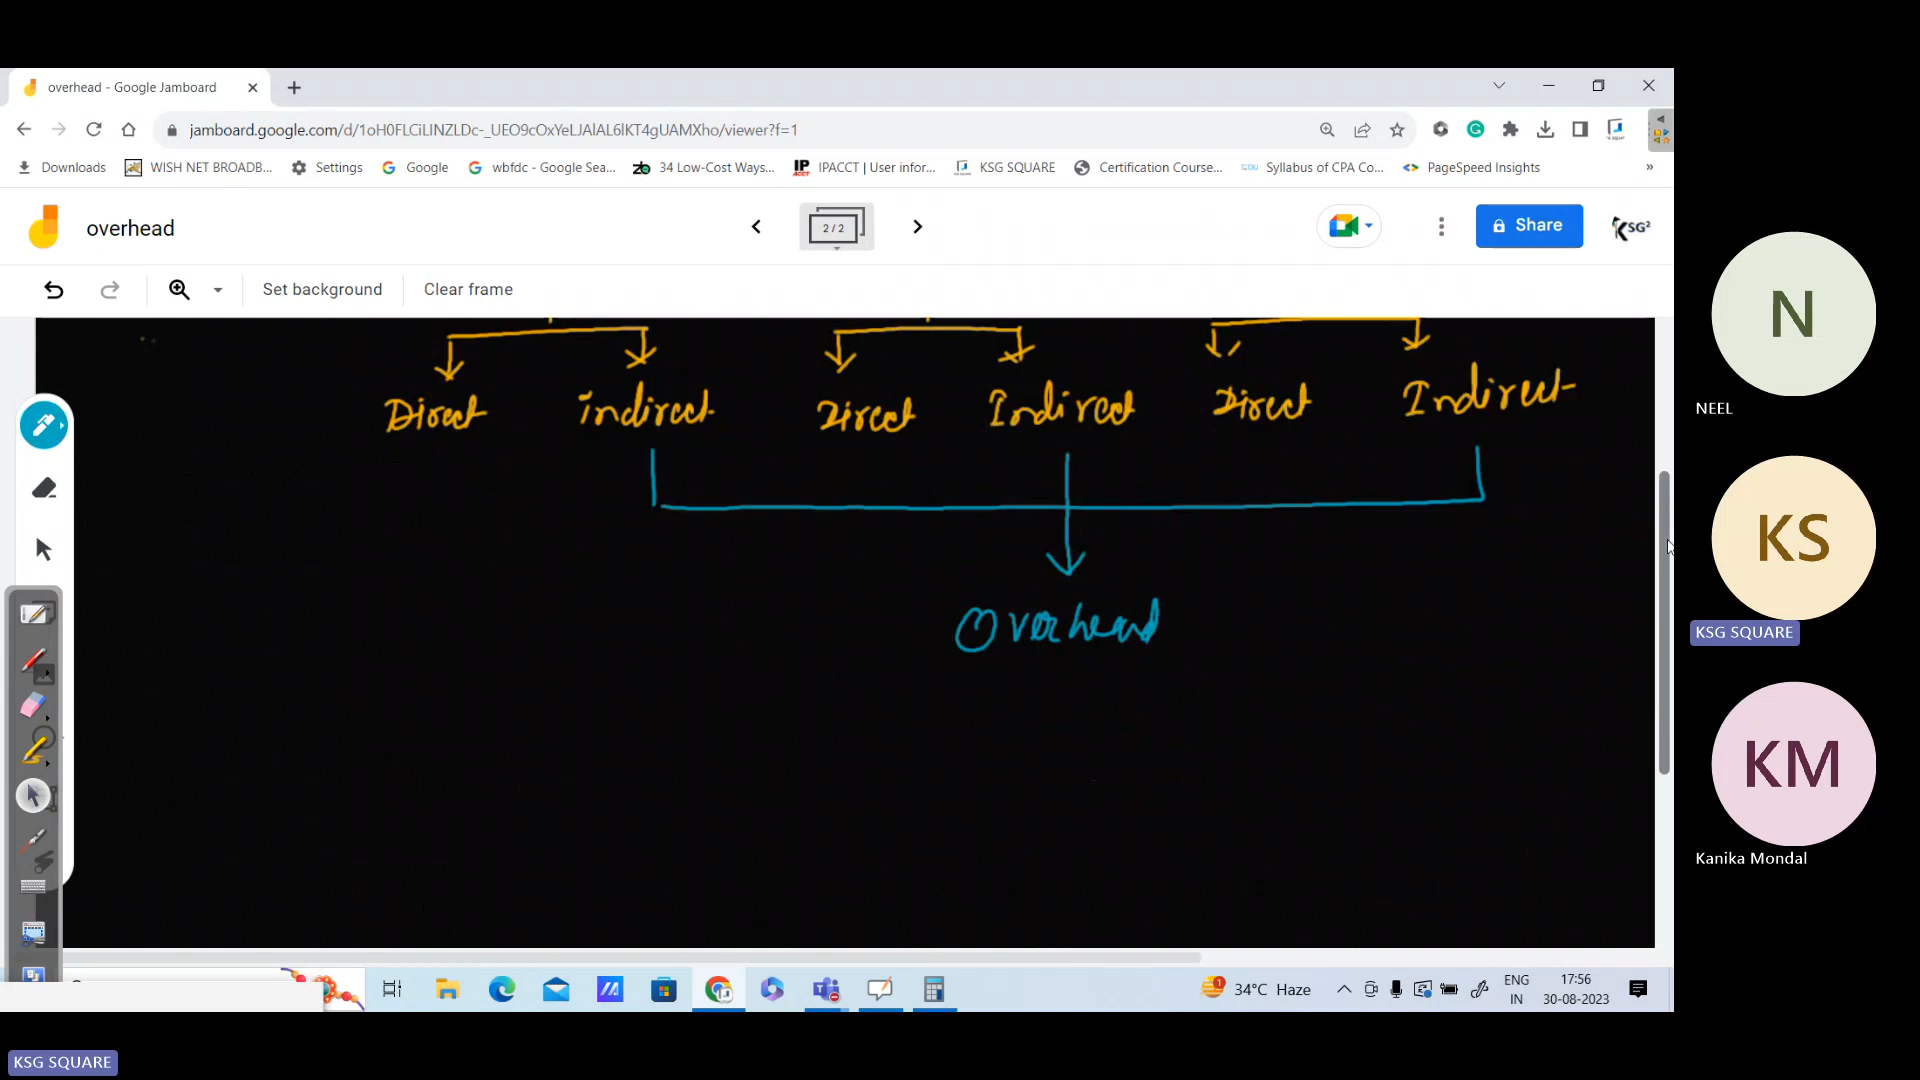 overhead - Google Jamboard
jamboard.google.com/d/1oH0FLCiLINZLDc-_UEO9cOxYeLJAlAL6lKT4gUAMXho/viewer?f=1
Downloads WISH NET BROADB... Settings Google wbfdc - Google Sea... 34 Low-Cost Ways... IPACCT | User infor... KSG SQUARE Certification Course... Syllabus of CPA Co... PageSpeed Insights »
overhead 2 / 2 Share KSG²
Set background Clear frame
Direct indirect Direct Indirect Direct Indirect
Overhead
N
NEEL
KS
KSG SQUARE
KM
Kanika Mondal
1 34°C Haze ENG IN 17:56 30-08-2023
KSG SQUARE